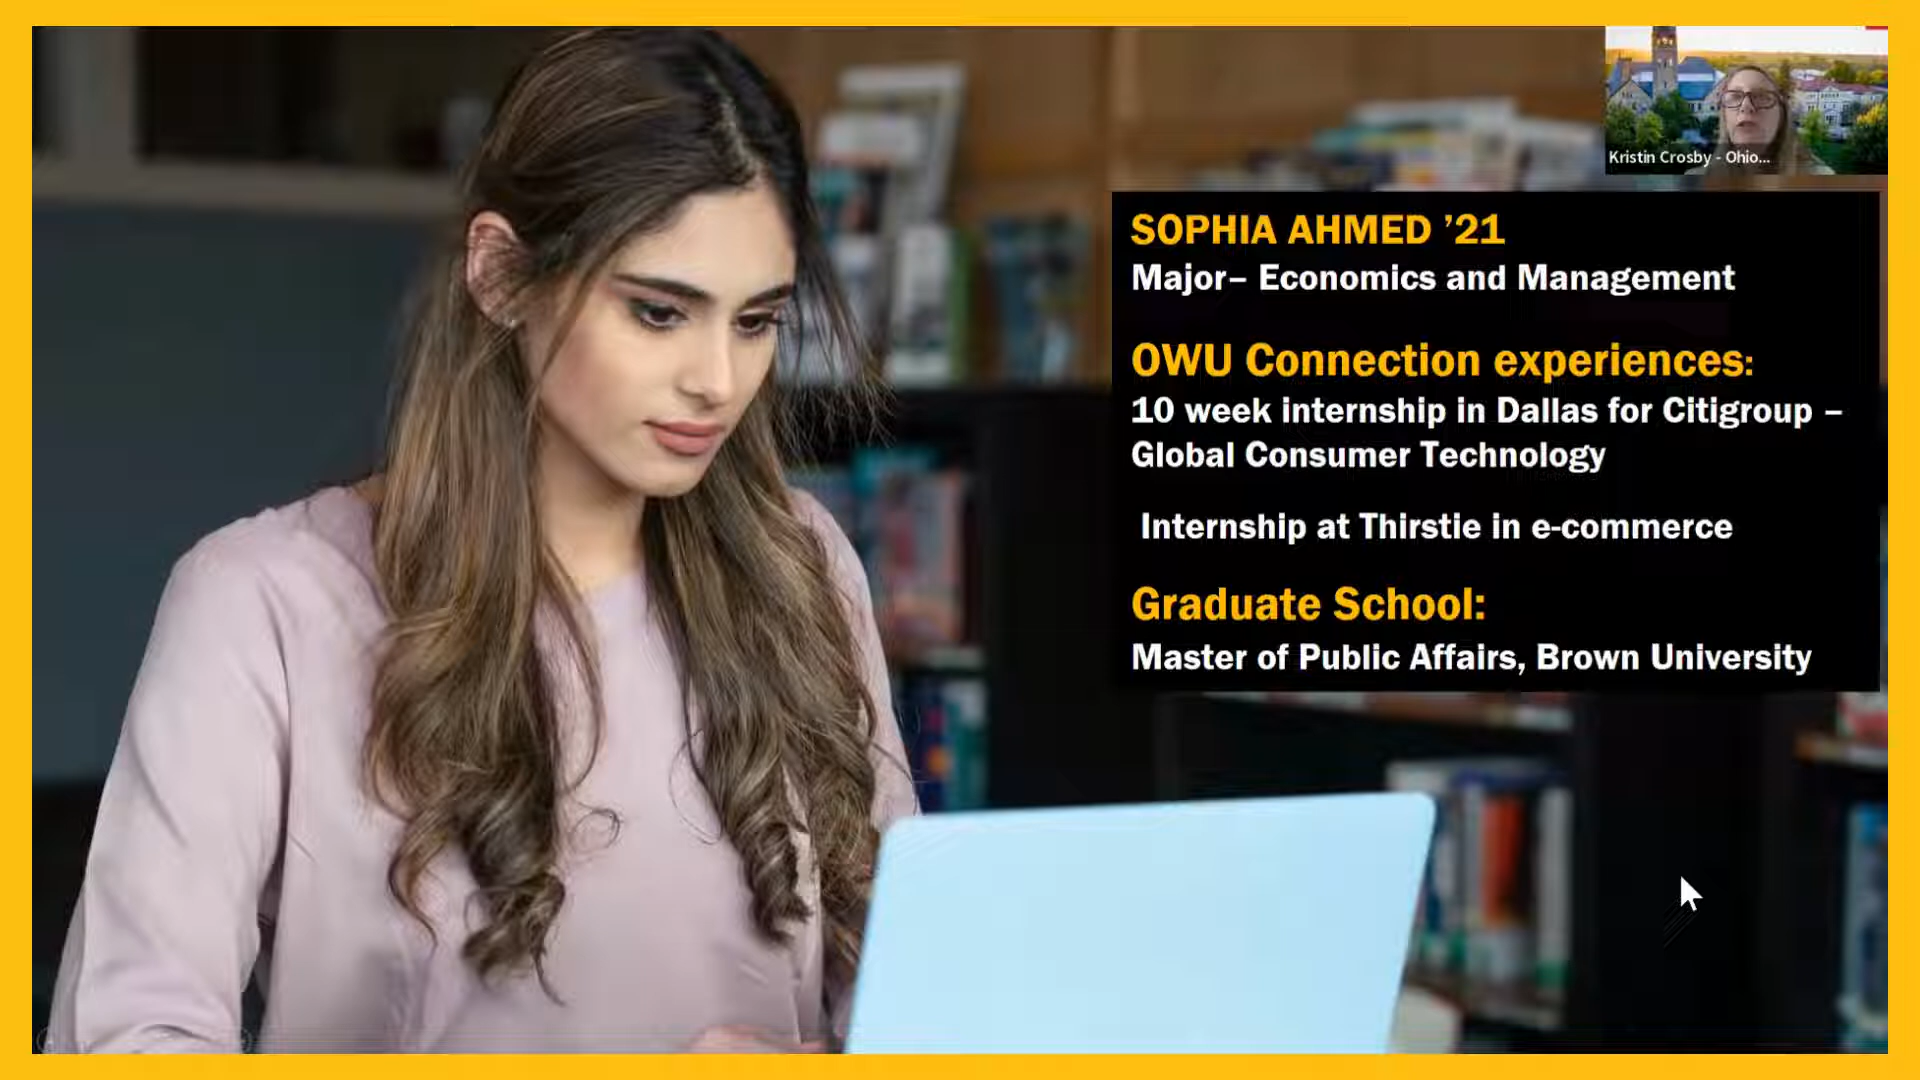 Kristin Crosby - Ohio...
SOPHIA AHMED ’21
Major– Economics and Management
OWU Connection experiences:
10 week internship in Dallas for Citigroup –
Global Consumer Technology
Internship at Thirstie in e-commerce
Graduate School:
Master of Public Affairs, Brown University